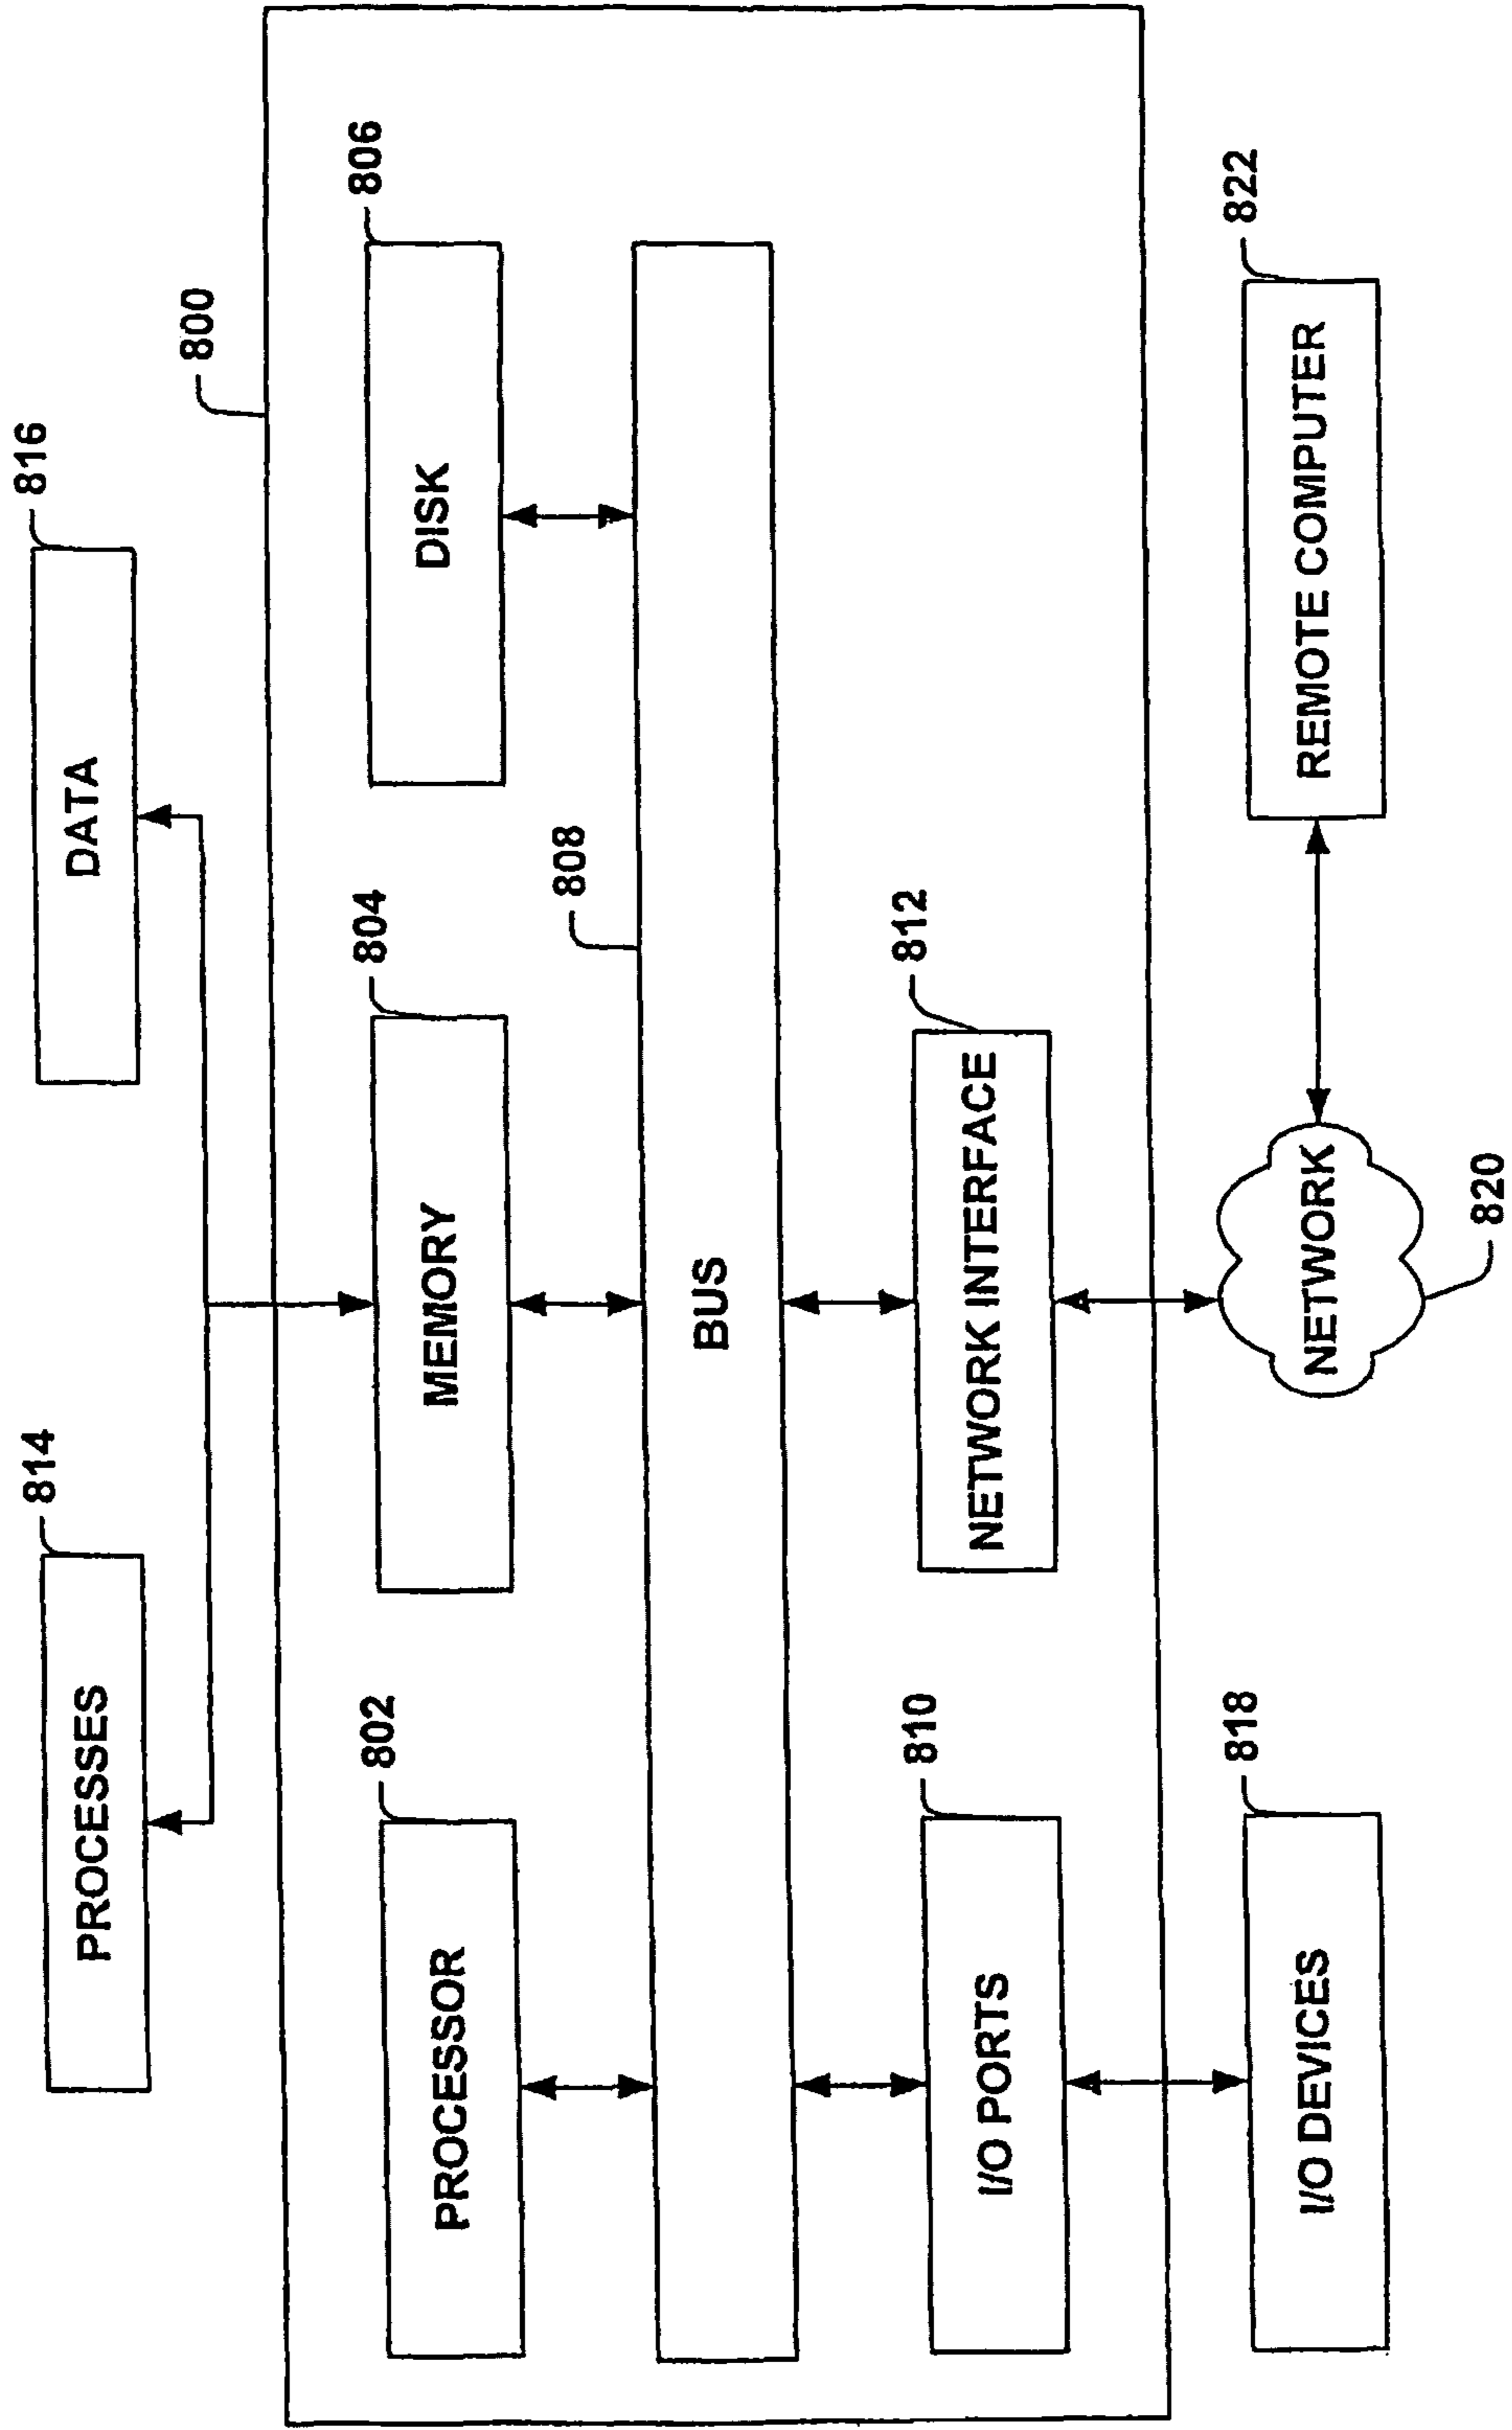 PROCESSES
814
DATA
816
800
PROCESSOR
802
MEMORY
804
DISK
806
808
BUS
I/O PORTS
810
NETWORK INTERFACE
812
I/O DEVICES
818
NETWORK
820
REMOTE COMPUTER
822